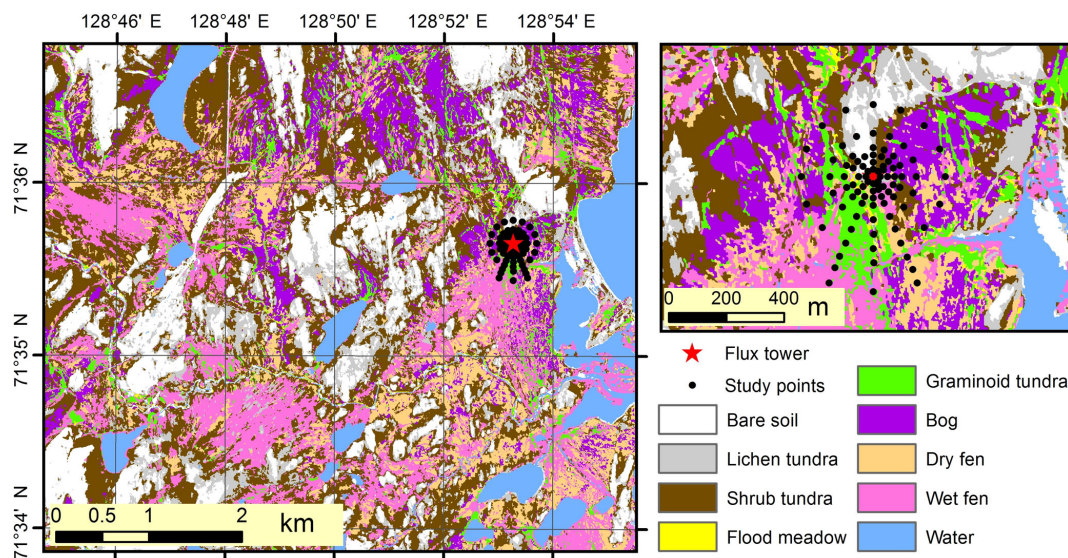 128°46' E 128°48' E 128°50' E 128°52' E 128°54' E
71°36' N
71°35' N
71°34' N
0 0.5 1 2 km
0 200 400 m
Flux tower
Study points
Bare soil
Lichen tundra
Shrub tundra
Flood meadow
Graminoid tundra
Bog
Dry fen
Wet fen
Water